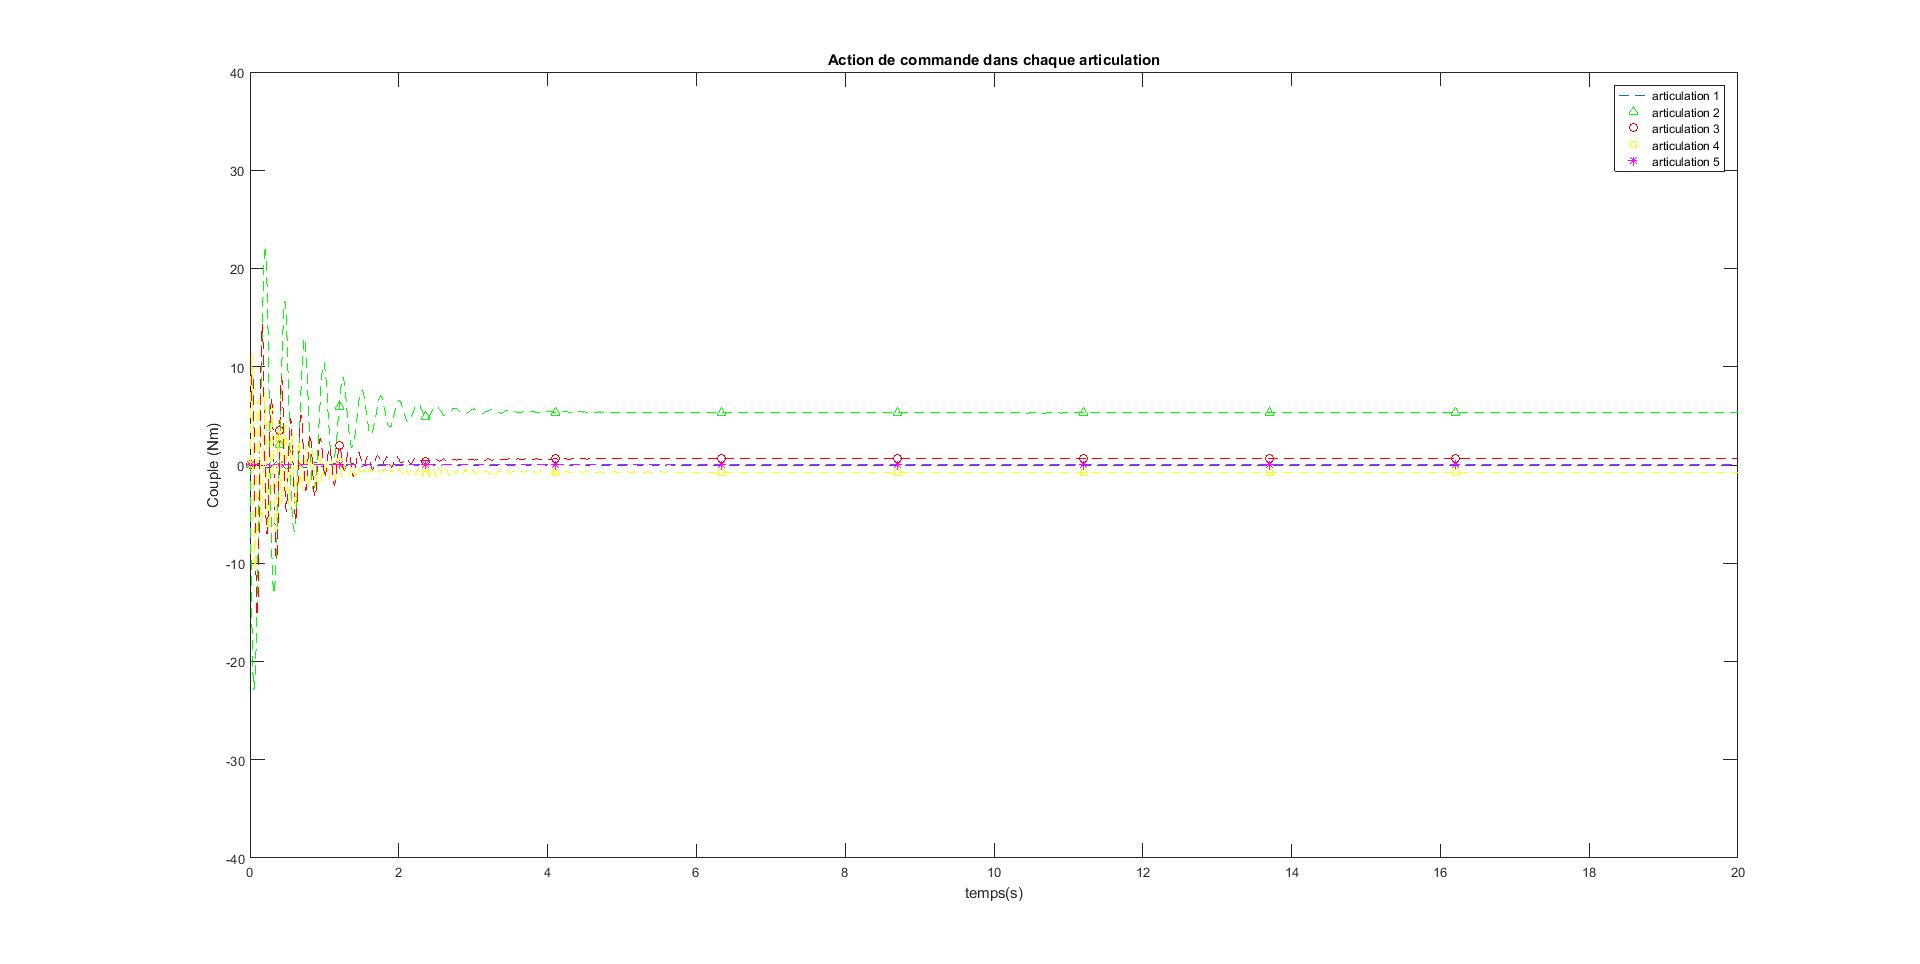 Action de commande dans chaque articulation
40
30
20
10
0
-10
-20
-30
-40
Couple (Nm)
articulation 1
articulation 2
articulation 3
articulation 4
articulation 5
0 2 4 6 8 10 12 14 16 18 20
temps(s)